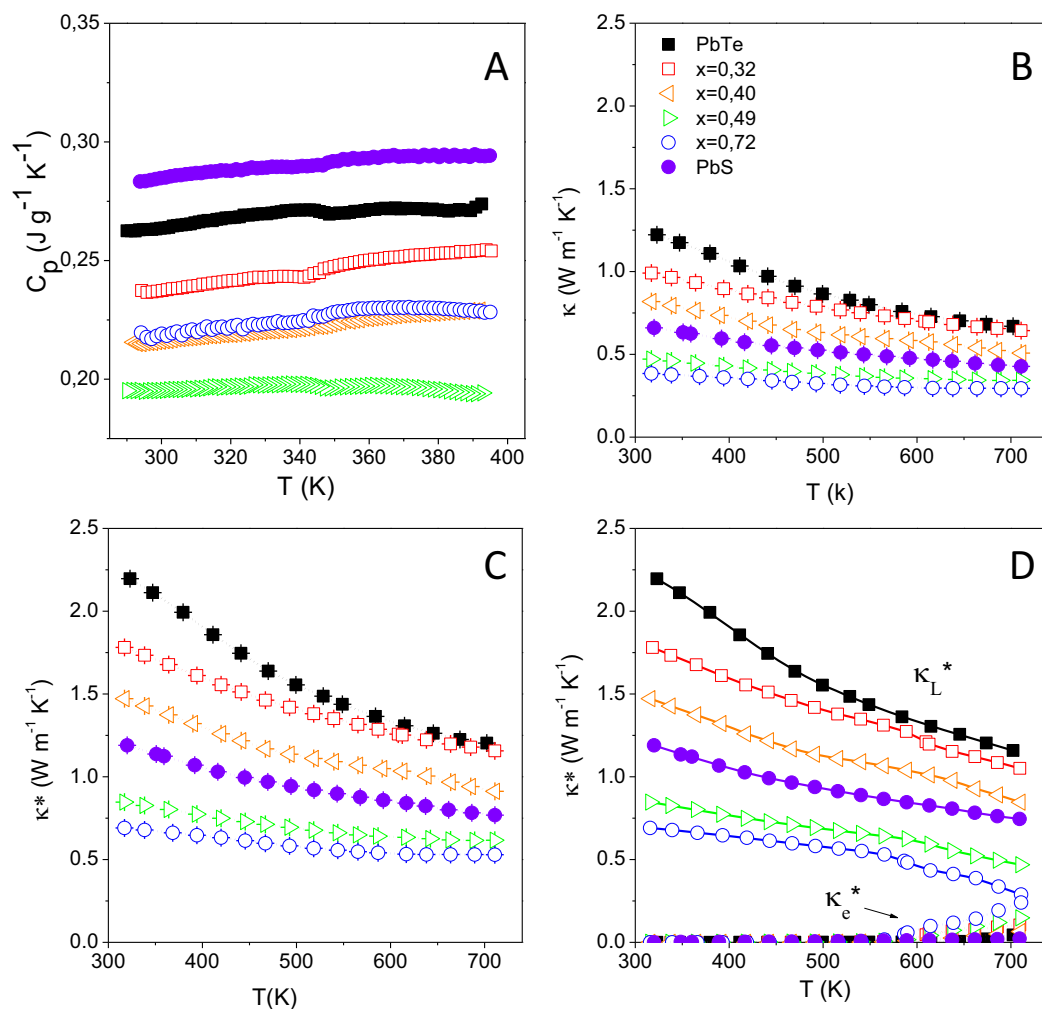 A
0,35
0,30
0,25
0,20
C_p (J g⁻¹ K⁻¹)
300 320 340 360 380 400
T (K)
B
PbTe
x=0,32
x=0,40
x=0,49
x=0,72
PbS
2.5
2.0
1.5
1.0
0.5
0.0
κ (W m⁻¹ K⁻¹)
300 400 500 600 700
T (k)
C
2.5
2.0
1.5
1.0
0.5
0.0
κ* (W m⁻¹ K⁻¹)
300 400 500 600 700
T(K)
D
2.5
2.0
1.5
1.0
0.5
0.0
κ* (W m⁻¹ K⁻¹)
κ_L*
κ_e*
300 400 500 600 700
T (K)